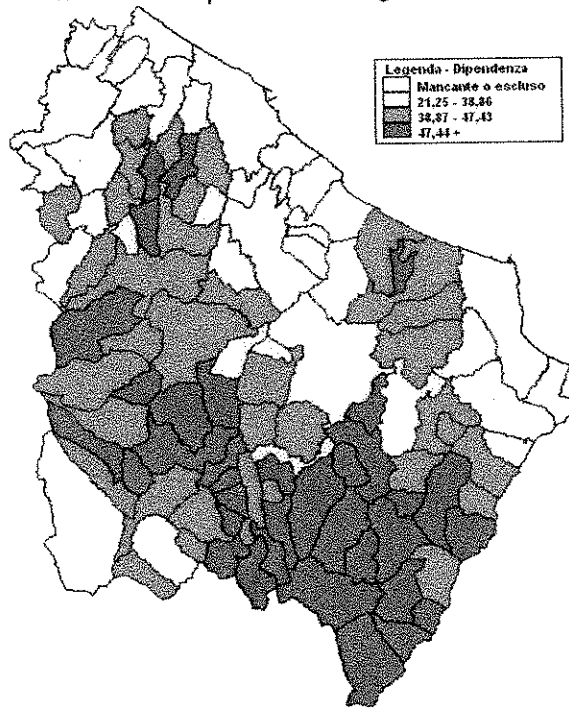 Legenda - Dipendenza
Mancante o escluso
21,25 - 38,86
38,87 - 47,43
47,44 +